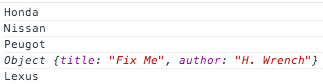 Honda
Nissan
Peugot
Object {title: "Fix Me", author: "H. Wrench"}
Lexus